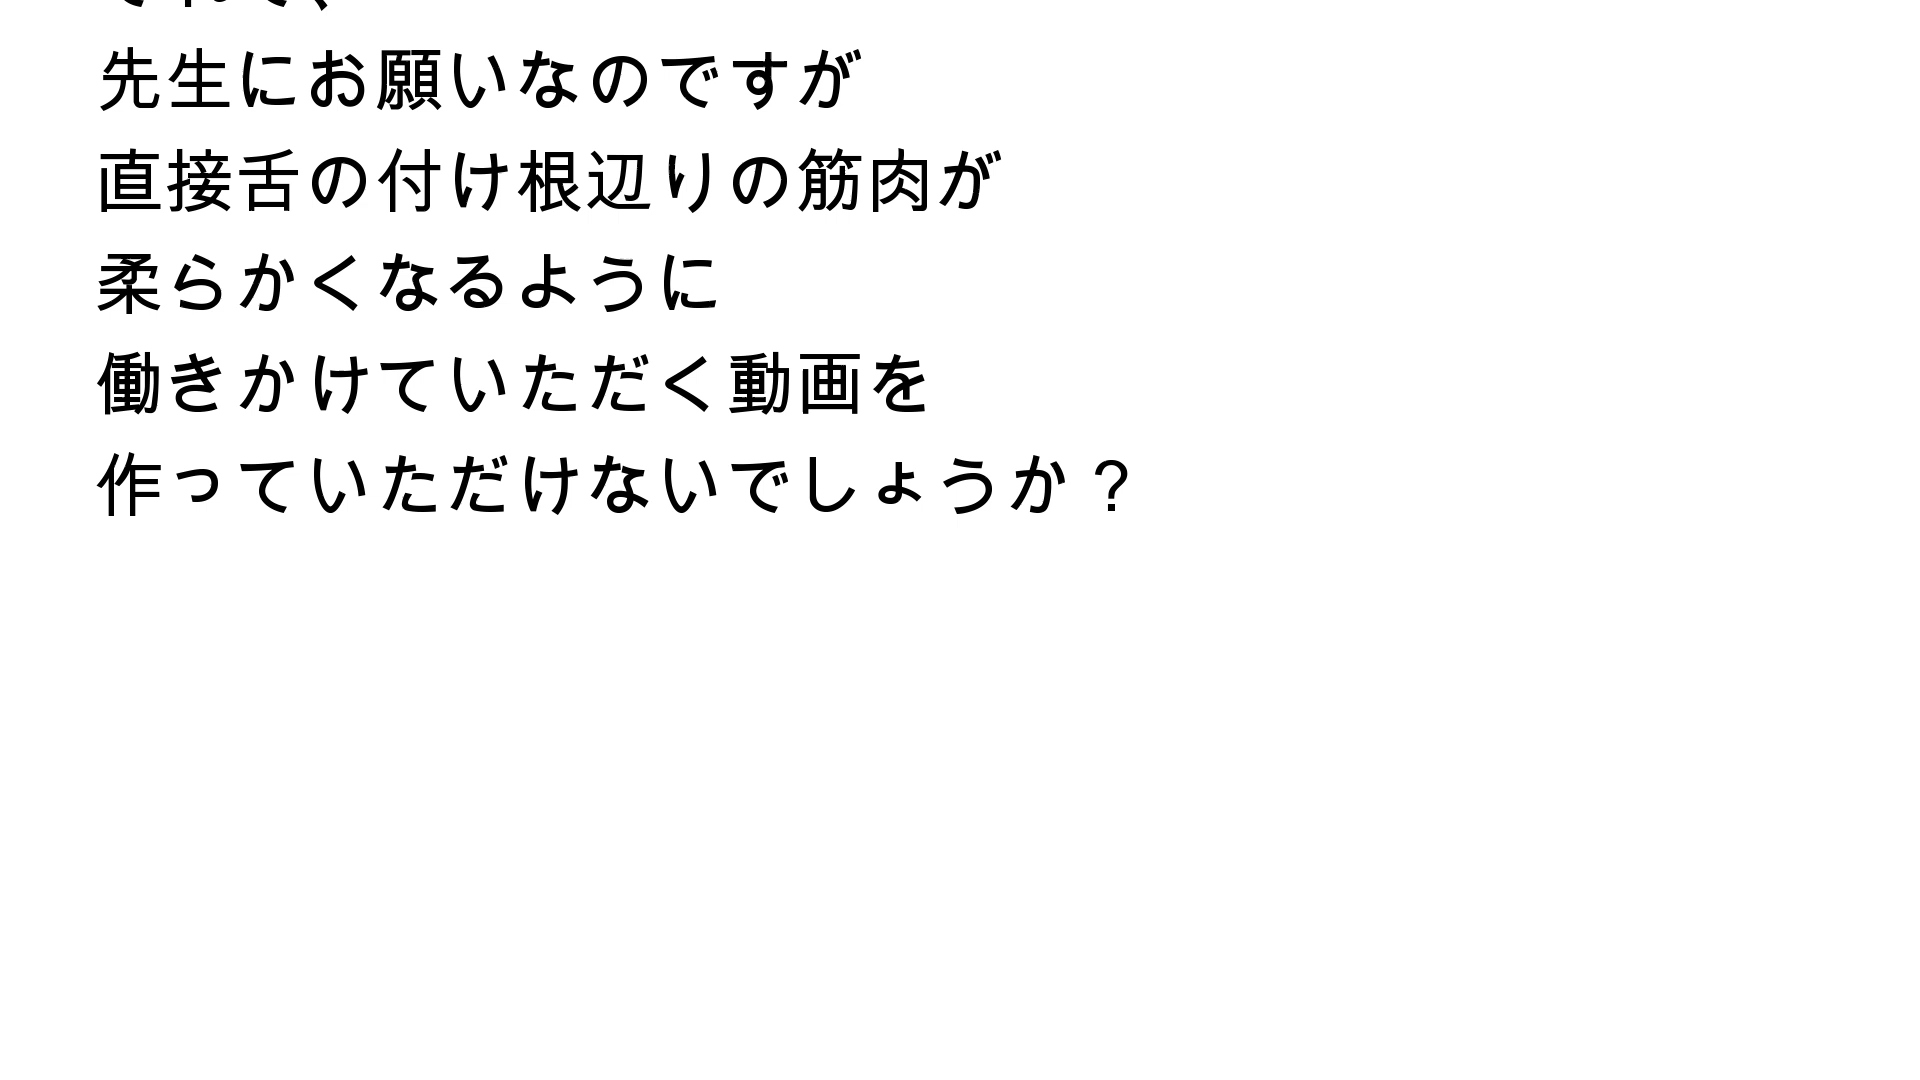 先生にお願いなのですが
直接舌の付け根辺りの筋肉が
柔らかくなるように
働きかけていただく動画を
作っていただけないでしょうか？